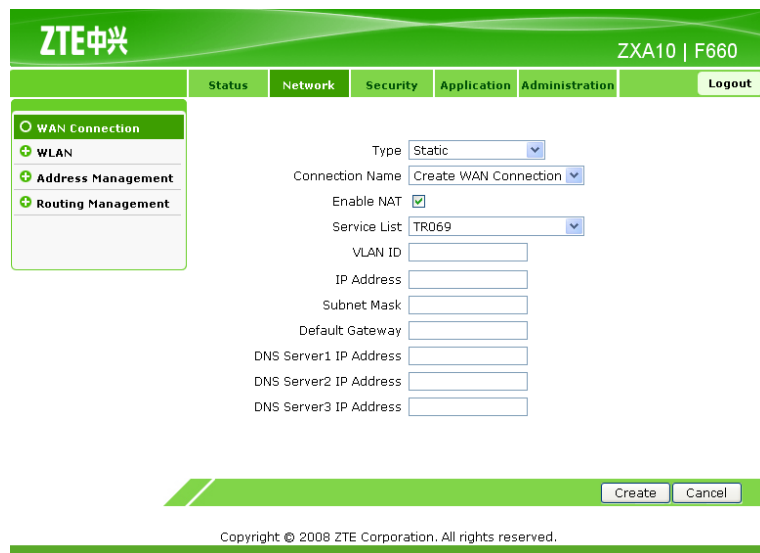 ZTE中兴
ZXA10 | F660
Status Network Security Application Administration Logout
WAN Connection
WLAN
Address Management
Routing Management
Type Static
Connection Name Create WAN Connection
Enable NAT
Service List TR069
VLAN ID
IP Address
Subnet Mask
Default Gateway
DNS Server1 IP Address
DNS Server2 IP Address
DNS Server3 IP Address
Create Cancel
Copyright © 2008 ZTE Corporation. All rights reserved.